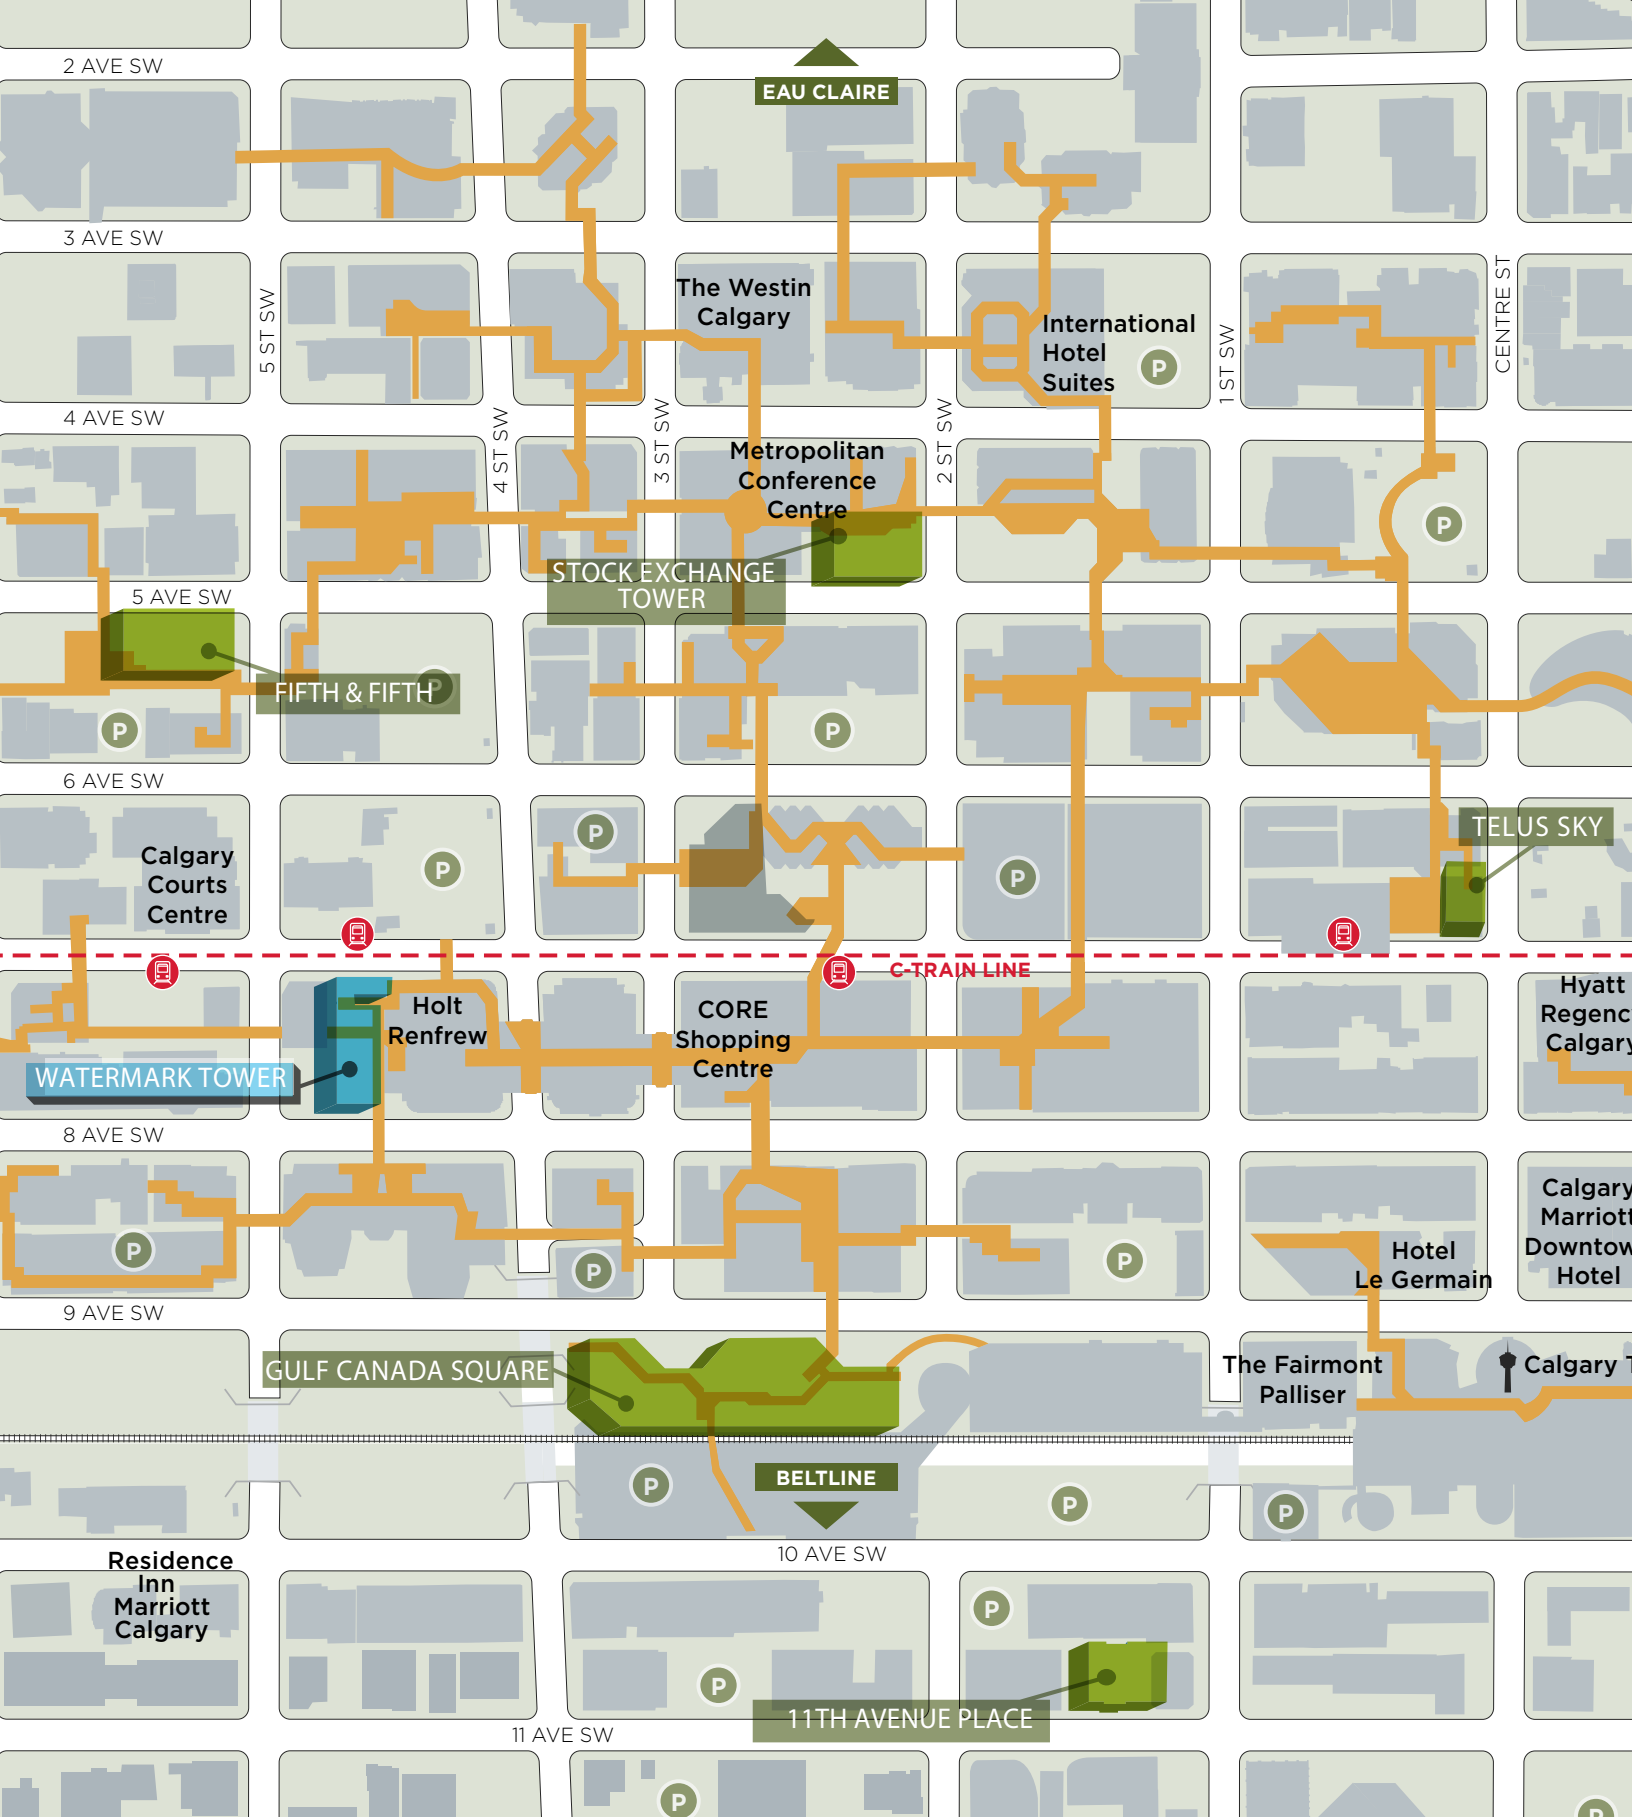 2 AVE SW
EAU CLAIRE
3 AVE SW
5 ST SW
The Westin
Calgary
International
Hotel
Suites
P
1 ST SW
CENTRE ST
4 AVE SW
4 ST SW
3 ST SW
2 ST SW
Metropolitan
Conference
Centre
P
STOCK EXCHANGE
TOWER
5 AVE SW
FIFTH & FIFTH
P
P
P
6 AVE SW
TELUS SKY
P
Calgary
Courts
Centre
P
P
C-TRAIN LINE
Holt
Renfrew
CORE
Shopping
Centre
Hyatt
Regenc
Calgary
WATERMARK TOWER
8 AVE SW
Calgary
Marriott
Downtow
Hotel
P
P
P
Hotel
Le Germain
9 AVE SW
GULF CANADA SQUARE
The Fairmont
Palliser
Calgary T
P
BELTLINE
P
P
10 AVE SW
Residence
Inn
Marriott
Calgary
P
P
11TH AVENUE PLACE
11 AVE SW
P
P